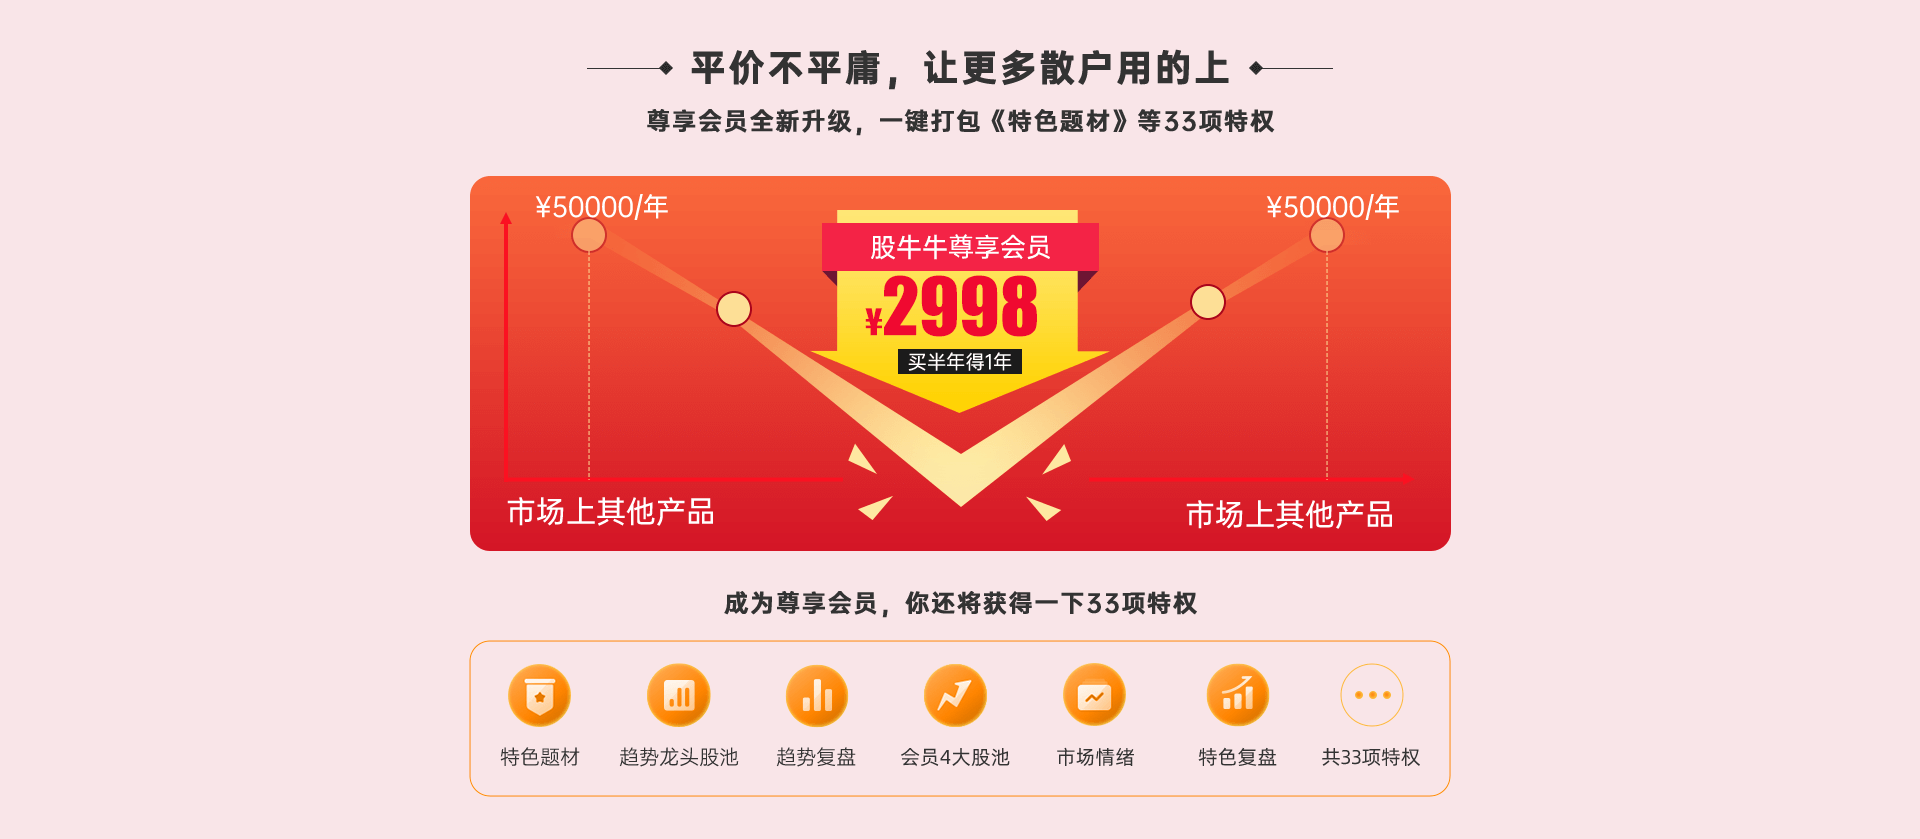 平价不平庸，让更多散户用的上
尊享会员全新升级，一键打包《特色题材》等33项特权
¥50000/年
¥50000/年
股牛牛尊享会员
¥2998
买半年得1年
市场上其他产品
市场上其他产品
成为尊享会员，你还将获得一下33项特权
特色题材
趋势龙头股池
趋势复盘
会员4大股池
市场情绪
特色复盘
共33项特权